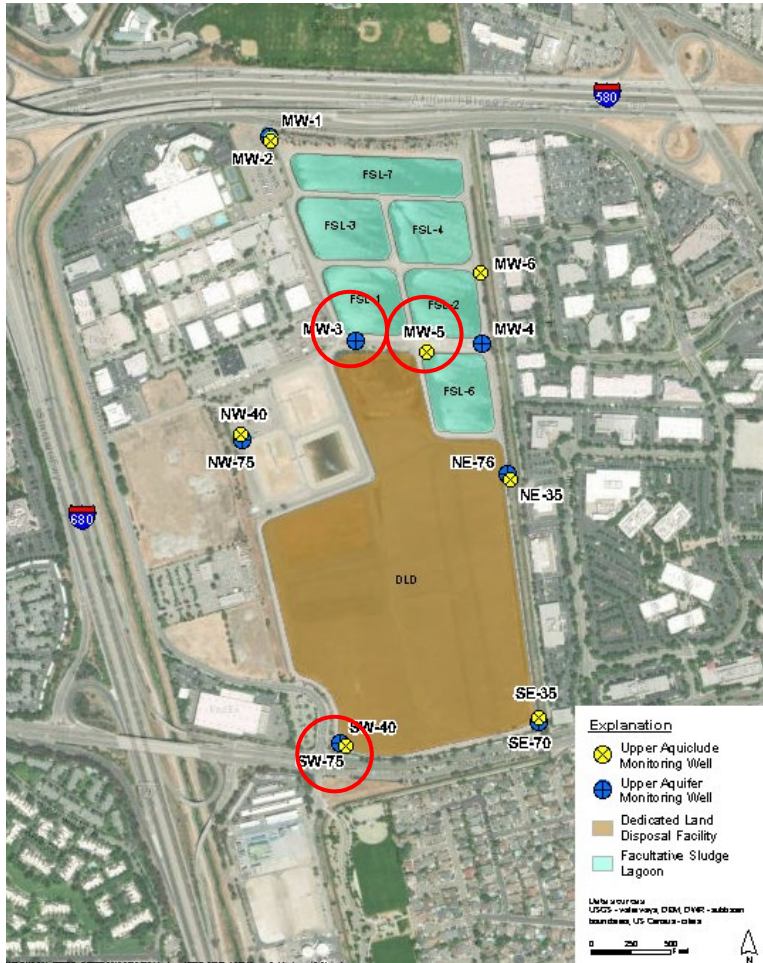 580
MW-1
MW-2
FSL-7
FSL-3
FSL-4
MW-6
FSL-1
FSL-2
MW-3
MW-5
MW-4
FSL-6
NW-40
NW-75
NE-76
NE-35
680
DLD
SE-35
SE-70
SW-40
SW-75
Explanation
Upper Aquiclude
Monitoring Well
Upper Aquifer
Monitoring Well
Dedicated Land
Disposal Facility
Facultative Sludge
Lagoon
Data sources
0 250 500
Feet
N